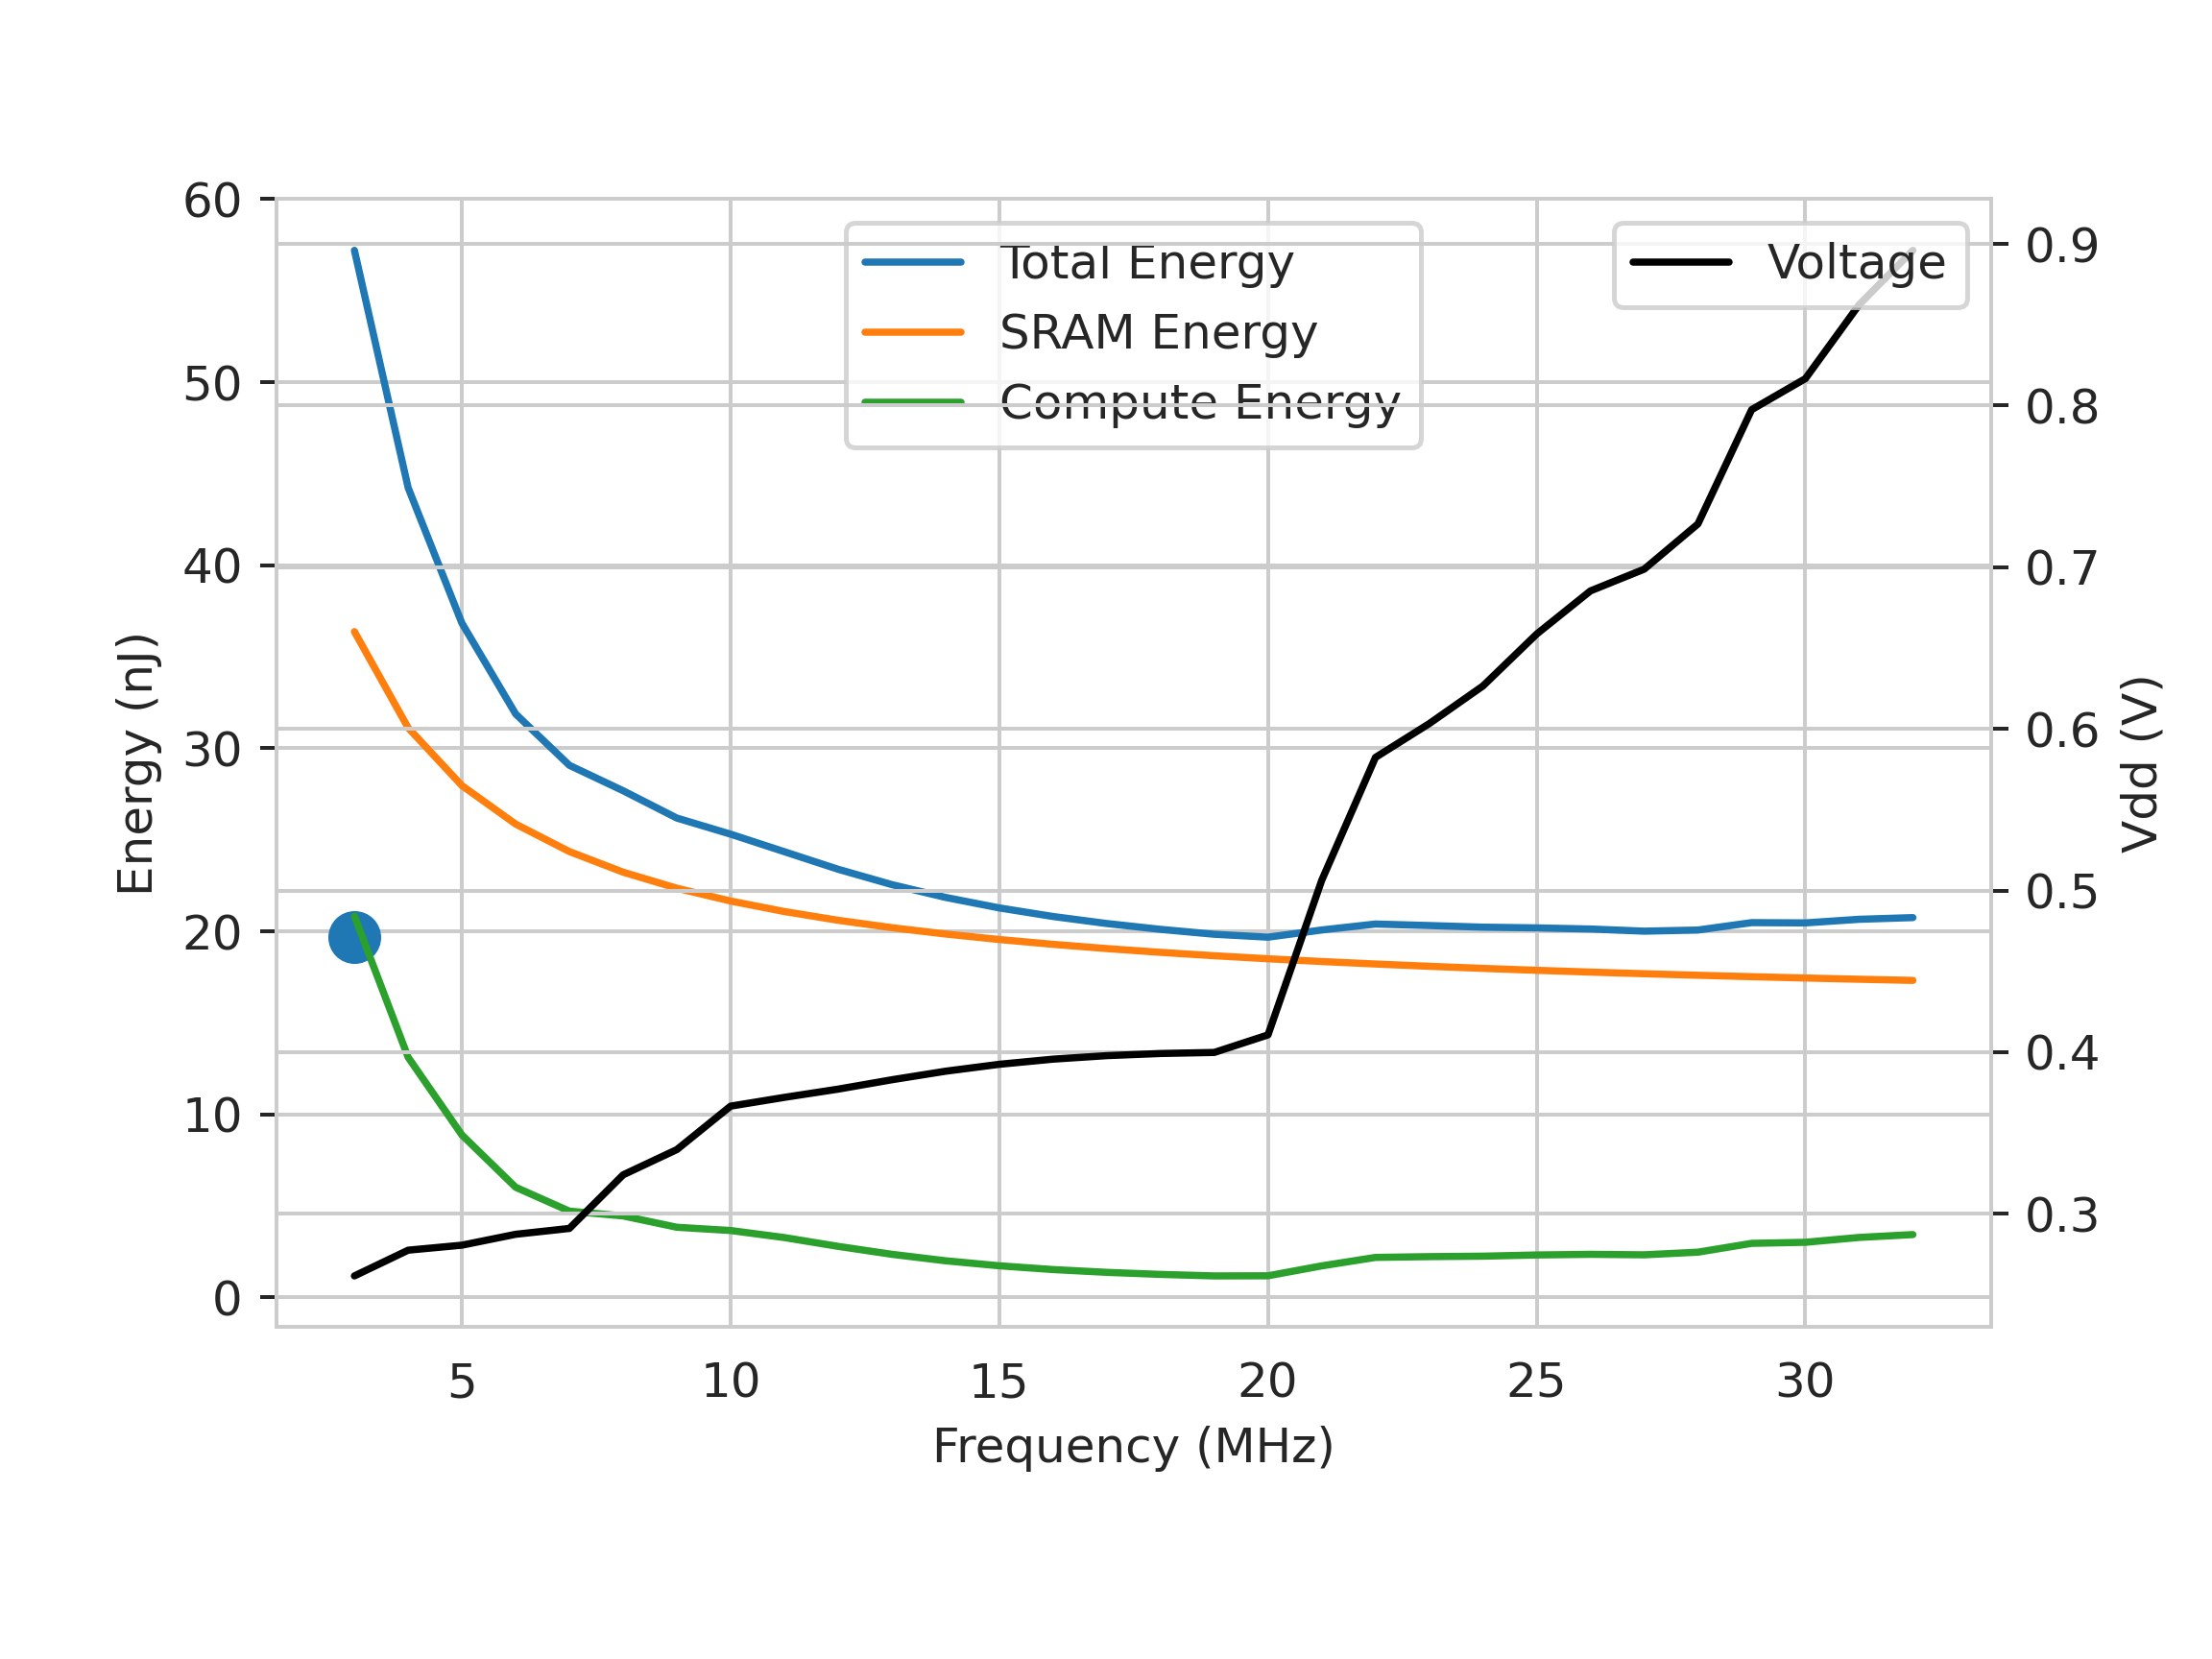 Total Energy
SRAM Energy
Compute Energy
Voltage
60
50
40
30
20
10
0
Energy (nJ)
0.9
0.8
0.7
0.6
0.5
0.4
0.3
Vdd (V)
5 10 15 20 25 30
Frequency (MHz)